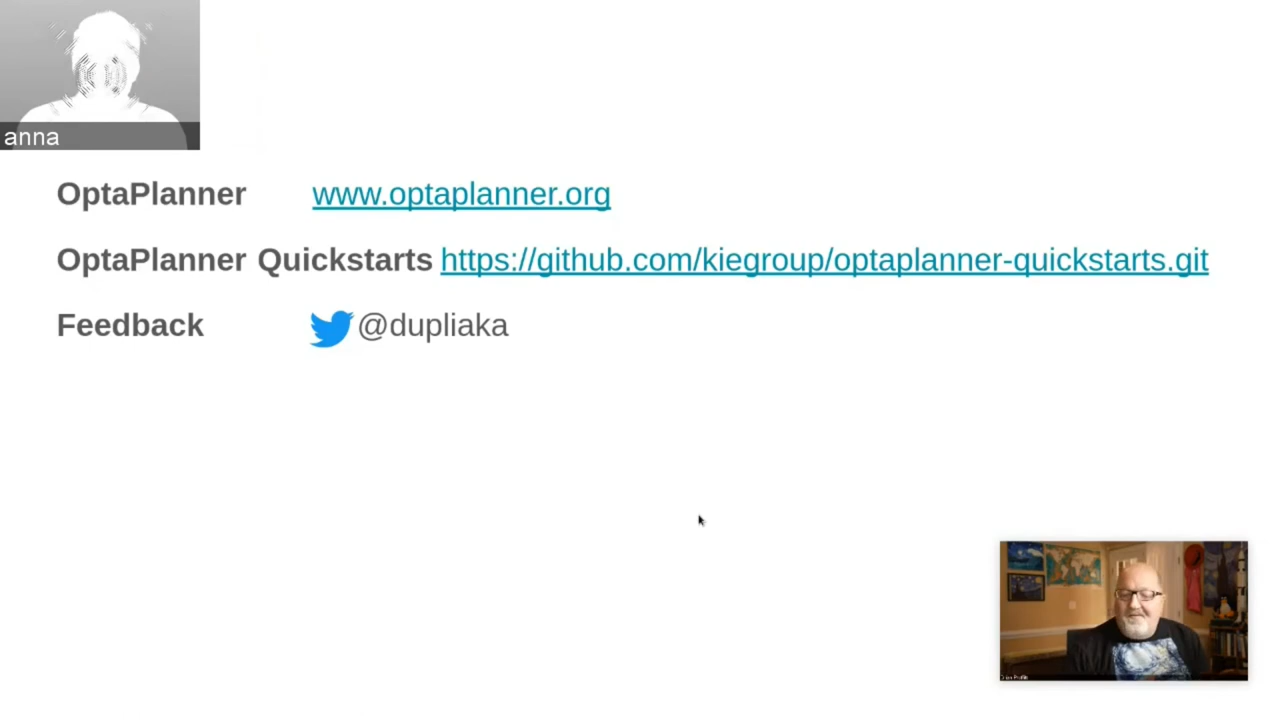 anna
OptaPlanner www.optaplanner.org
OptaPlanner Quickstarts https://github.com/kiegroup/optaplanner-quickstarts.git
Feedback @dupliaka